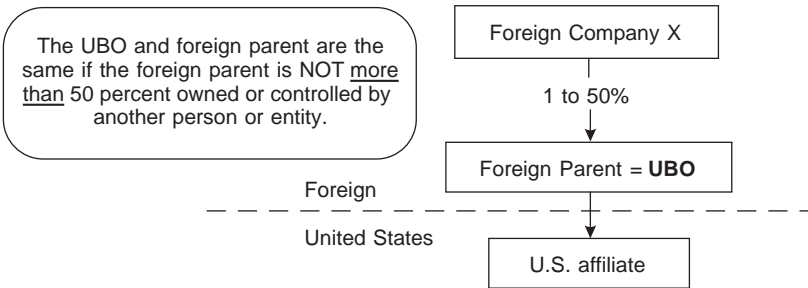 The UBO and foreign parent are the
same if the foreign parent is NOT more
than 50 percent owned or controlled by
another person or entity.
Foreign Company X
1 to 50%
Foreign Parent = UBO
Foreign
United States
U.S. affiliate